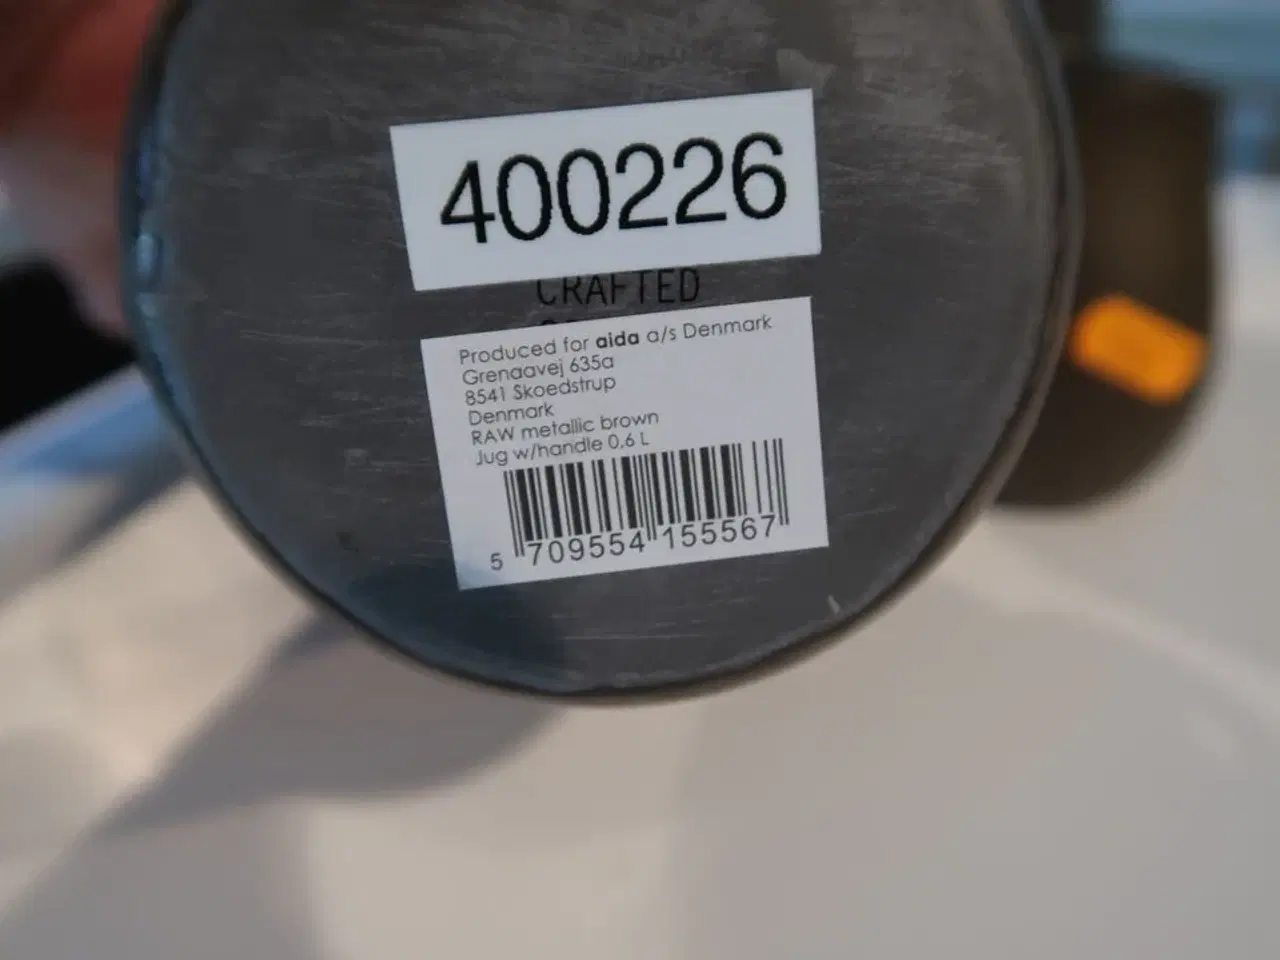 400226
CRAFTED
Produced for aida a/s Denmark
Grenaavej 635a
8541 Skoedstrup
Denmark
RAW metallic brown
Jug w/handle 0,6 L
5 709554 155567